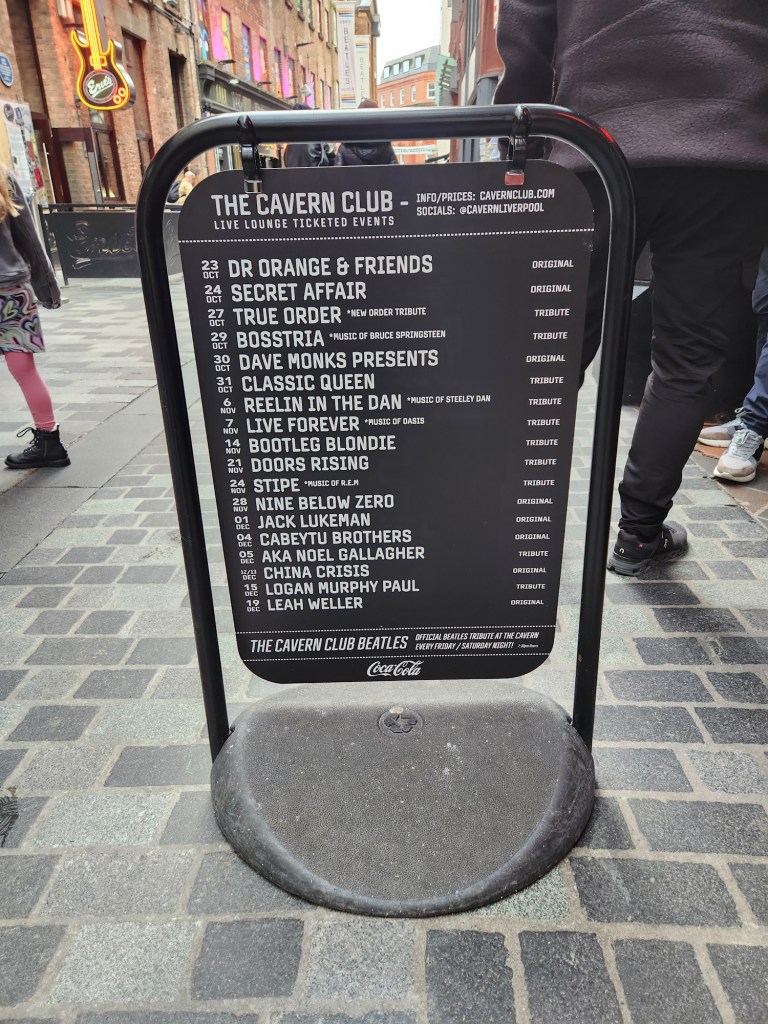 Eric's
BEATLES
THE CAVERN CLUB - INFO/PRICES: CAVERNCLUB.COM
LIVE LOUNGE TICKETED EVENTS SOCIALS: @CAVERNLIVERPOOL
23 OCT DR ORANGE & FRIENDS ORIGINAL
24 OCT SECRET AFFAIR ORIGINAL
27 OCT TRUE ORDER *NEW ORDER TRIBUTE TRIBUTE
29 OCT BOSSTRIA *MUSIC OF BRUCE SPRINGSTEEN TRIBUTE
30 OCT DAVE MONKS PRESENTS ORIGINAL
31 OCT CLASSIC QUEEN TRIBUTE
6 NOV REELIN IN THE DAN *MUSIC OF STEELEY DAN TRIBUTE
7 NOV LIVE FOREVER *MUSIC OF OASIS TRIBUTE
14 NOV BOOTLEG BLONDIE TRIBUTE
21 NOV DOORS RISING TRIBUTE
24 NOV STIPE *MUSIC OF R.E.M TRIBUTE
28 NOV NINE BELOW ZERO ORIGINAL
01 DEC JACK LUKEMAN ORIGINAL
04 DEC CABEYTU BROTHERS ORIGINAL
05 DEC AKA NOEL GALLAGHER TRIBUTE
12/13 DEC CHINA CRISIS ORIGINAL
15 DEC LOGAN MURPHY PAUL TRIBUTE
19 DEC LEAH WELLER ORIGINAL
THE CAVERN CLUB BEATLES OFFICIAL BEATLES TRIBUTE AT THE CAVERN
EVERY FRIDAY / SATURDAY NIGHT!
Coca-Cola